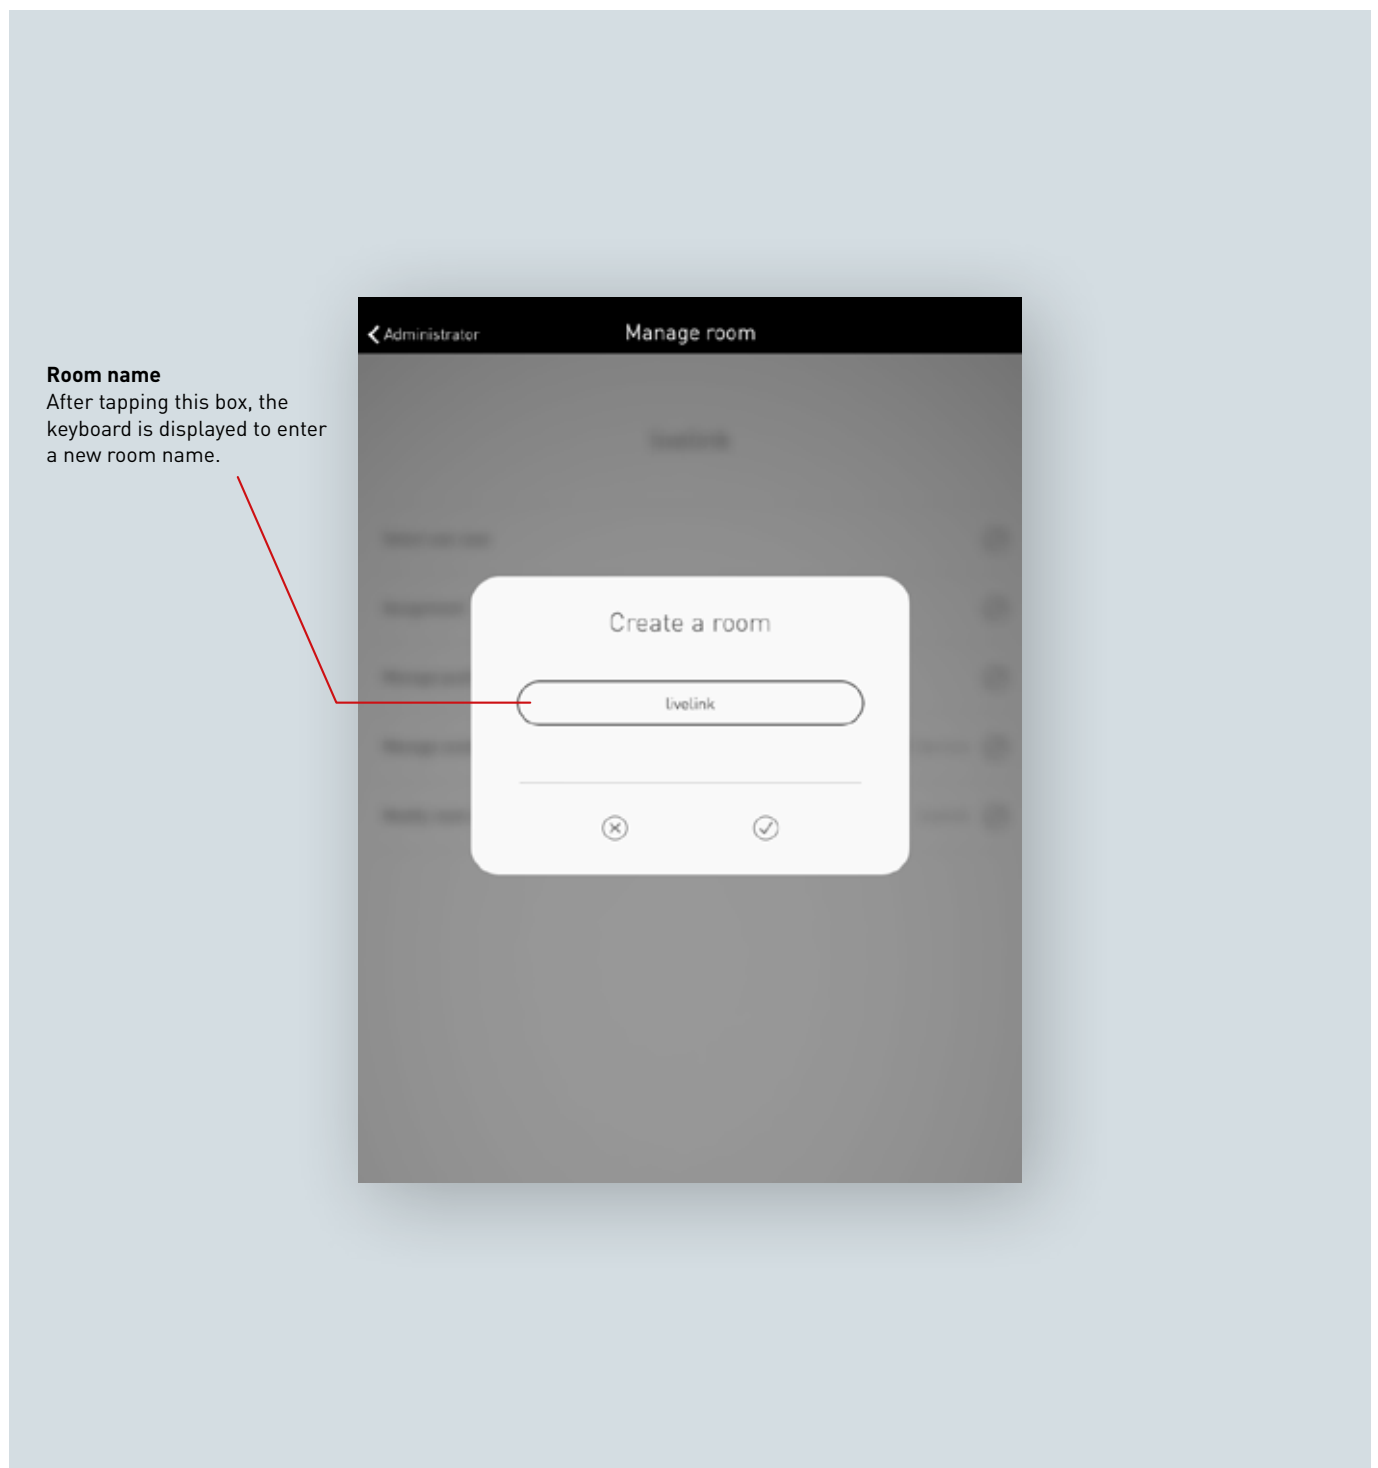 Administrator
Manage room
Room name
After tapping this box, the
keyboard is displayed to enter
a new room name.
Create a room
livelink